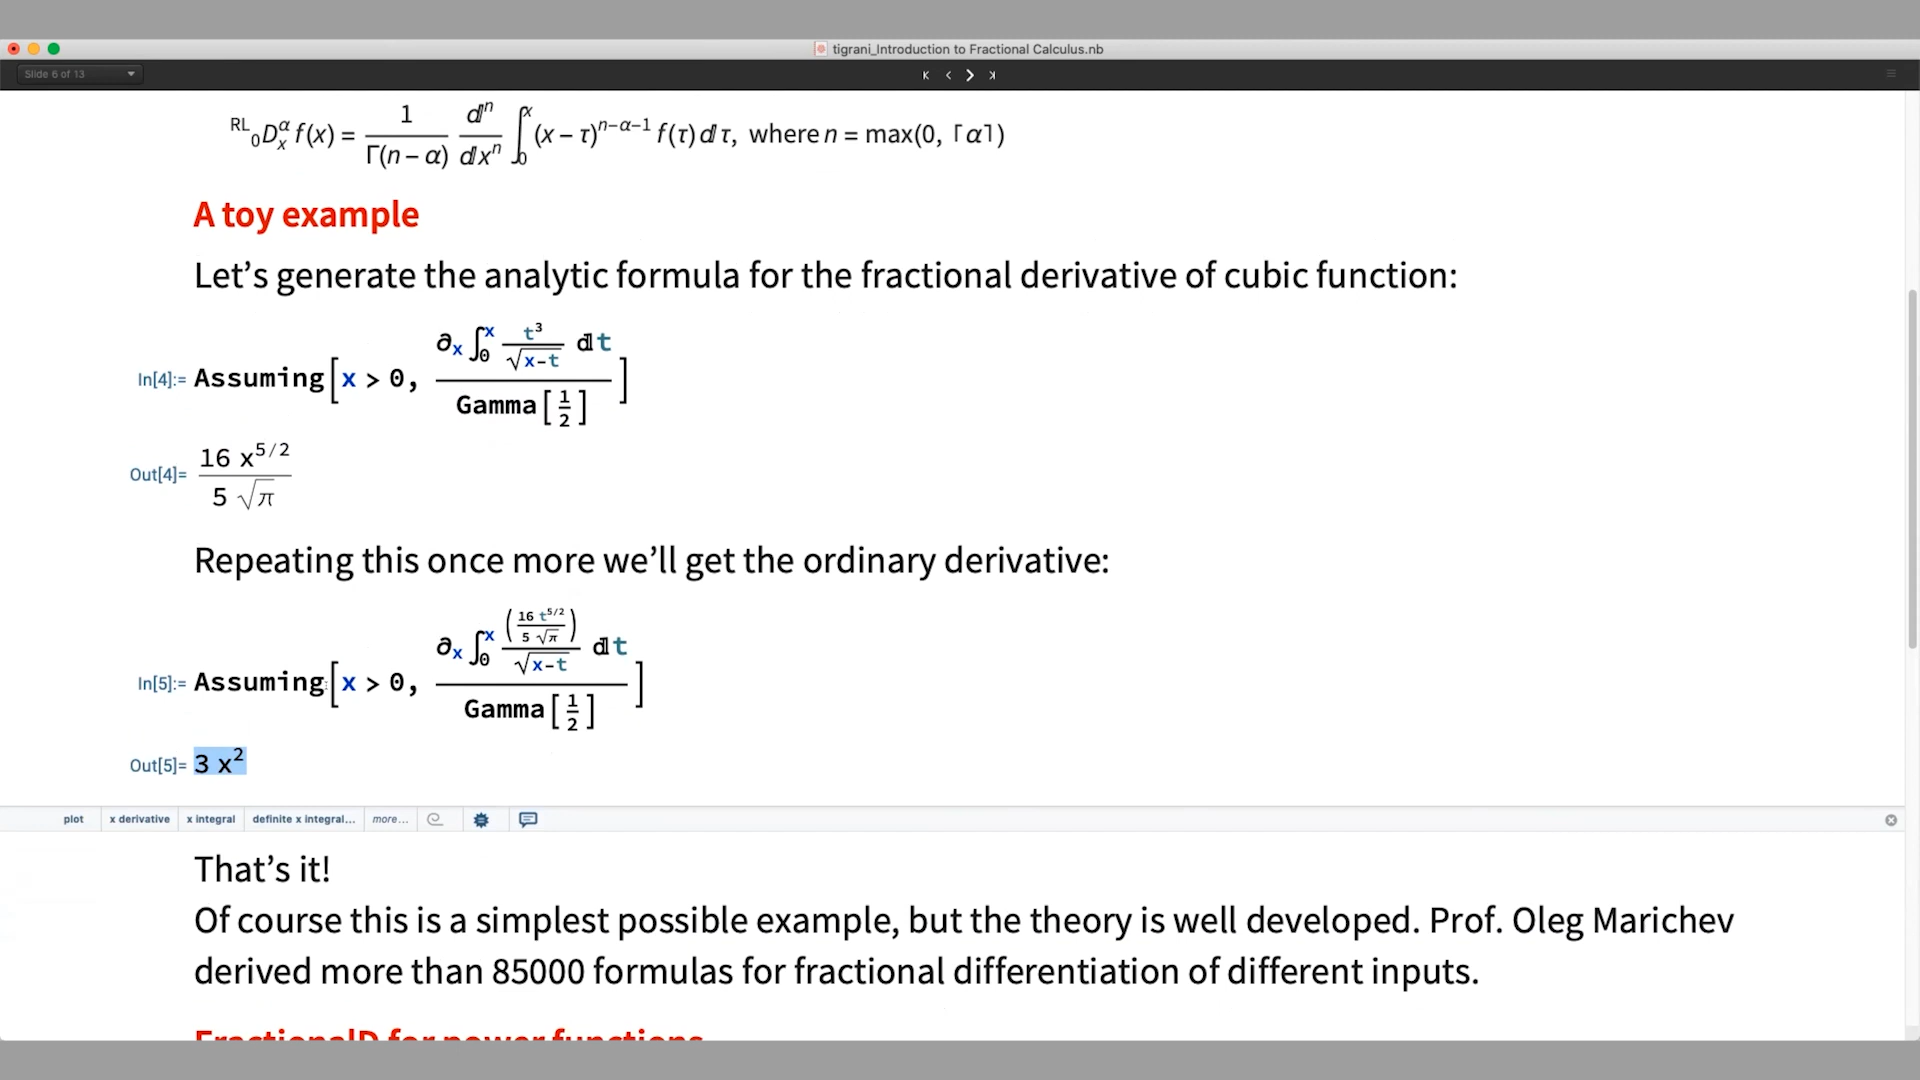 tigrani_Introduction to Fractional Calculus.nb
Slide 6 of 13
ᴿᴸ₀Dₓᵅ f(x) = 1/Γ(n – α) dⁿ/dxⁿ ∫₀ˣ (x – τ)ⁿ⁻ᵅ⁻¹ f(τ) dτ, where n = max(0, ⌈α⌉)
A toy example
Let’s generate the analytic formula for the fractional derivative of cubic function:
In[4]:= Assuming[x > 0, (∂ₓ ∫₀ˣ t³/√(x-t) dt)/Gamma[1/2]]
Out[4]= 16 x^5/2 / 5 √π
Repeating this once more we’ll get the ordinary derivative:
In[5]:= Assuming[x > 0, (∂ₓ ∫₀ˣ (16 t^5/2 / 5 √π)/√(x-t) dt)/Gamma[1/2]]
Out[5]= 3 x²
plot x derivative x integral definite x integral... more...
That’s it!
Of course this is a simplest possible example, but the theory is well developed. Prof. Oleg Marichev
derived more than 85000 formulas for fractional differentiation of different inputs.
FractionalD for power functions